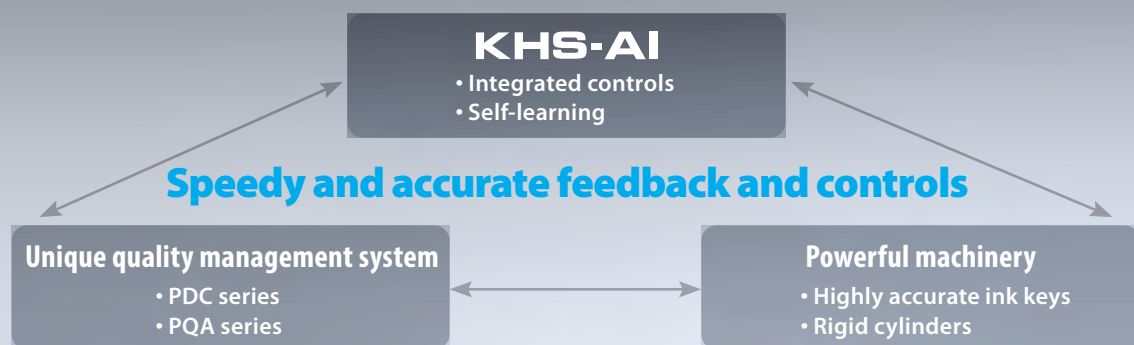 KHS-AI
• Integrated controls
• Self-learning
Speedy and accurate feedback and controls
Unique quality management system
• PDC series
• PQA series
Powerful machinery
• Highly accurate ink keys
• Rigid cylinders